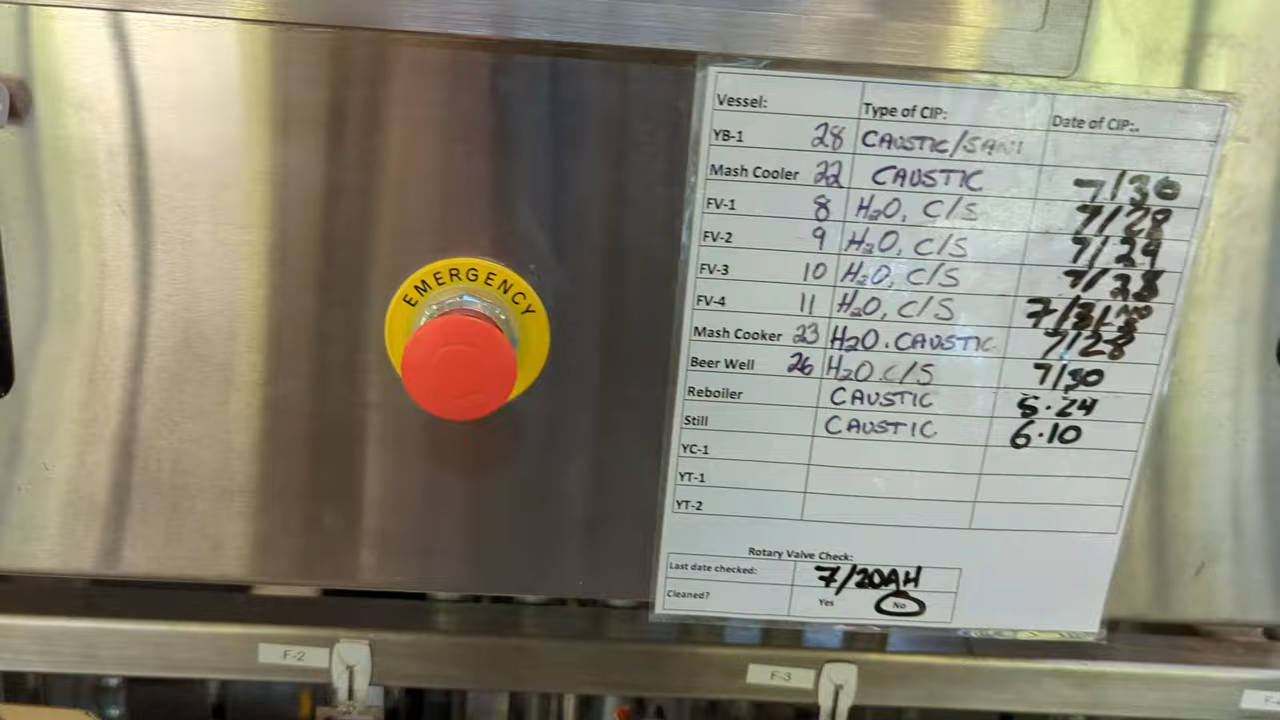 EMERGENCY
Vessel: Type of CIP: Date of CIP:
YB-1 28 CAUSTIC/SANI
Mash Cooler 22 CAUSTIC 7/30
FV-1 8 H₂O, C/S 7/28
FV-2 9 H₂O, C/S 7/29
FV-3 10 H₂O, C/S 7/28
FV-4 11 H₂O, C/S 7/31
Mash Cooker 23 H₂O. CAUSTIC 7/28
Beer Well 26 H₂O C/S 7/30
Reboiler CAUSTIC 5·24
Still CAUSTIC 6·10
YC-1
YT-1
YT-2
Rotary Valve Check:
Last date checked: 7/20AH
Cleaned? Yes No
F-2
F-3